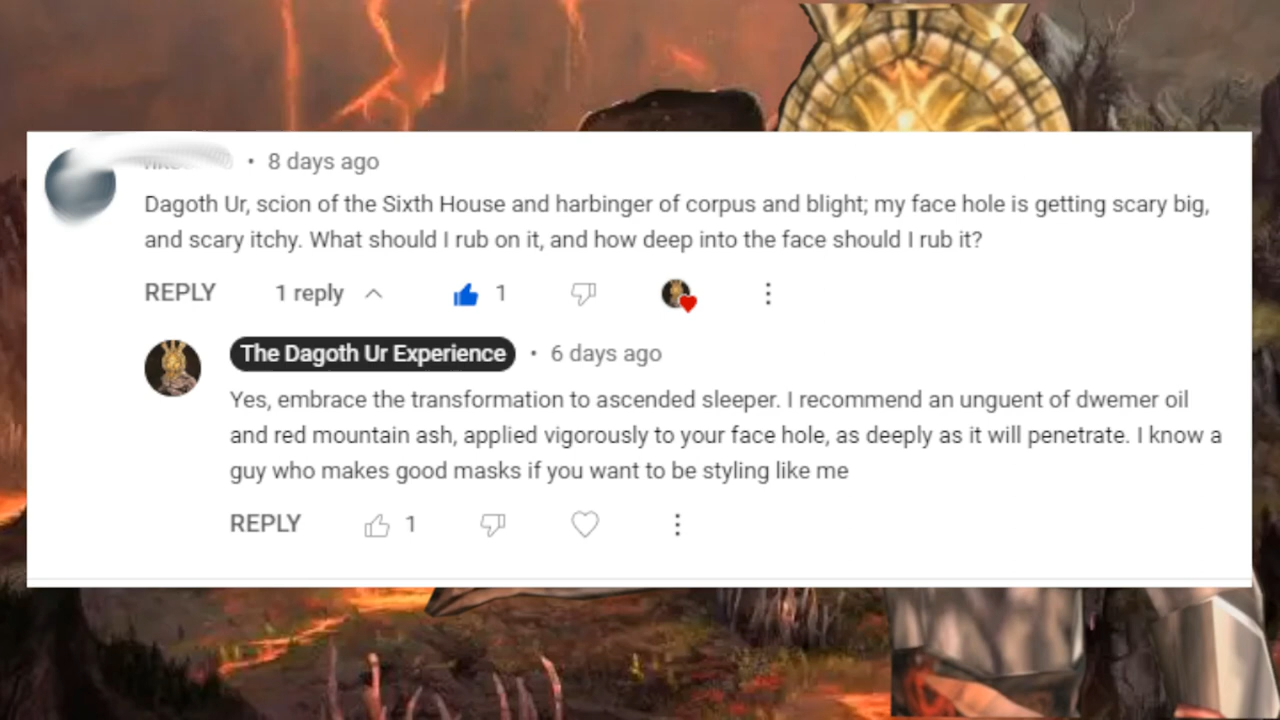 • 8 days ago
Dagoth Ur, scion of the Sixth House and harbinger of corpus and blight; my face hole is getting scary big,
and scary itchy. What should I rub on it, and how deep into the face should I rub it?
REPLY 1 reply 1
The Dagoth Ur Experience • 6 days ago
Yes, embrace the transformation to ascended sleeper. I recommend an unguent of dwemer oil
and red mountain ash, applied vigorously to your face hole, as deeply as it will penetrate. I know a
guy who makes good masks if you want to be styling like me
REPLY 1